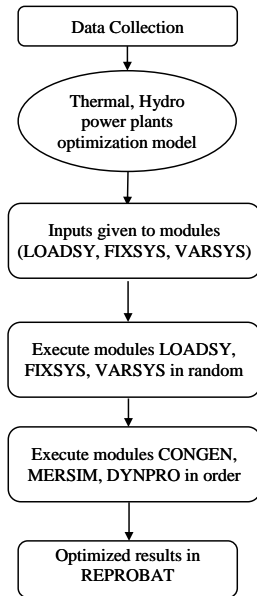 Data Collection
Thermal, Hydro
power plants
optimization model
Inputs given to modules
(LOADSY, FIXSYS, VARSYS)
Execute modules LOADSY,
FIXSYS, VARSYS in random
Execute modules CONGEN,
MERSIM, DYNPRO in order
Optimized results in
REPROBAT